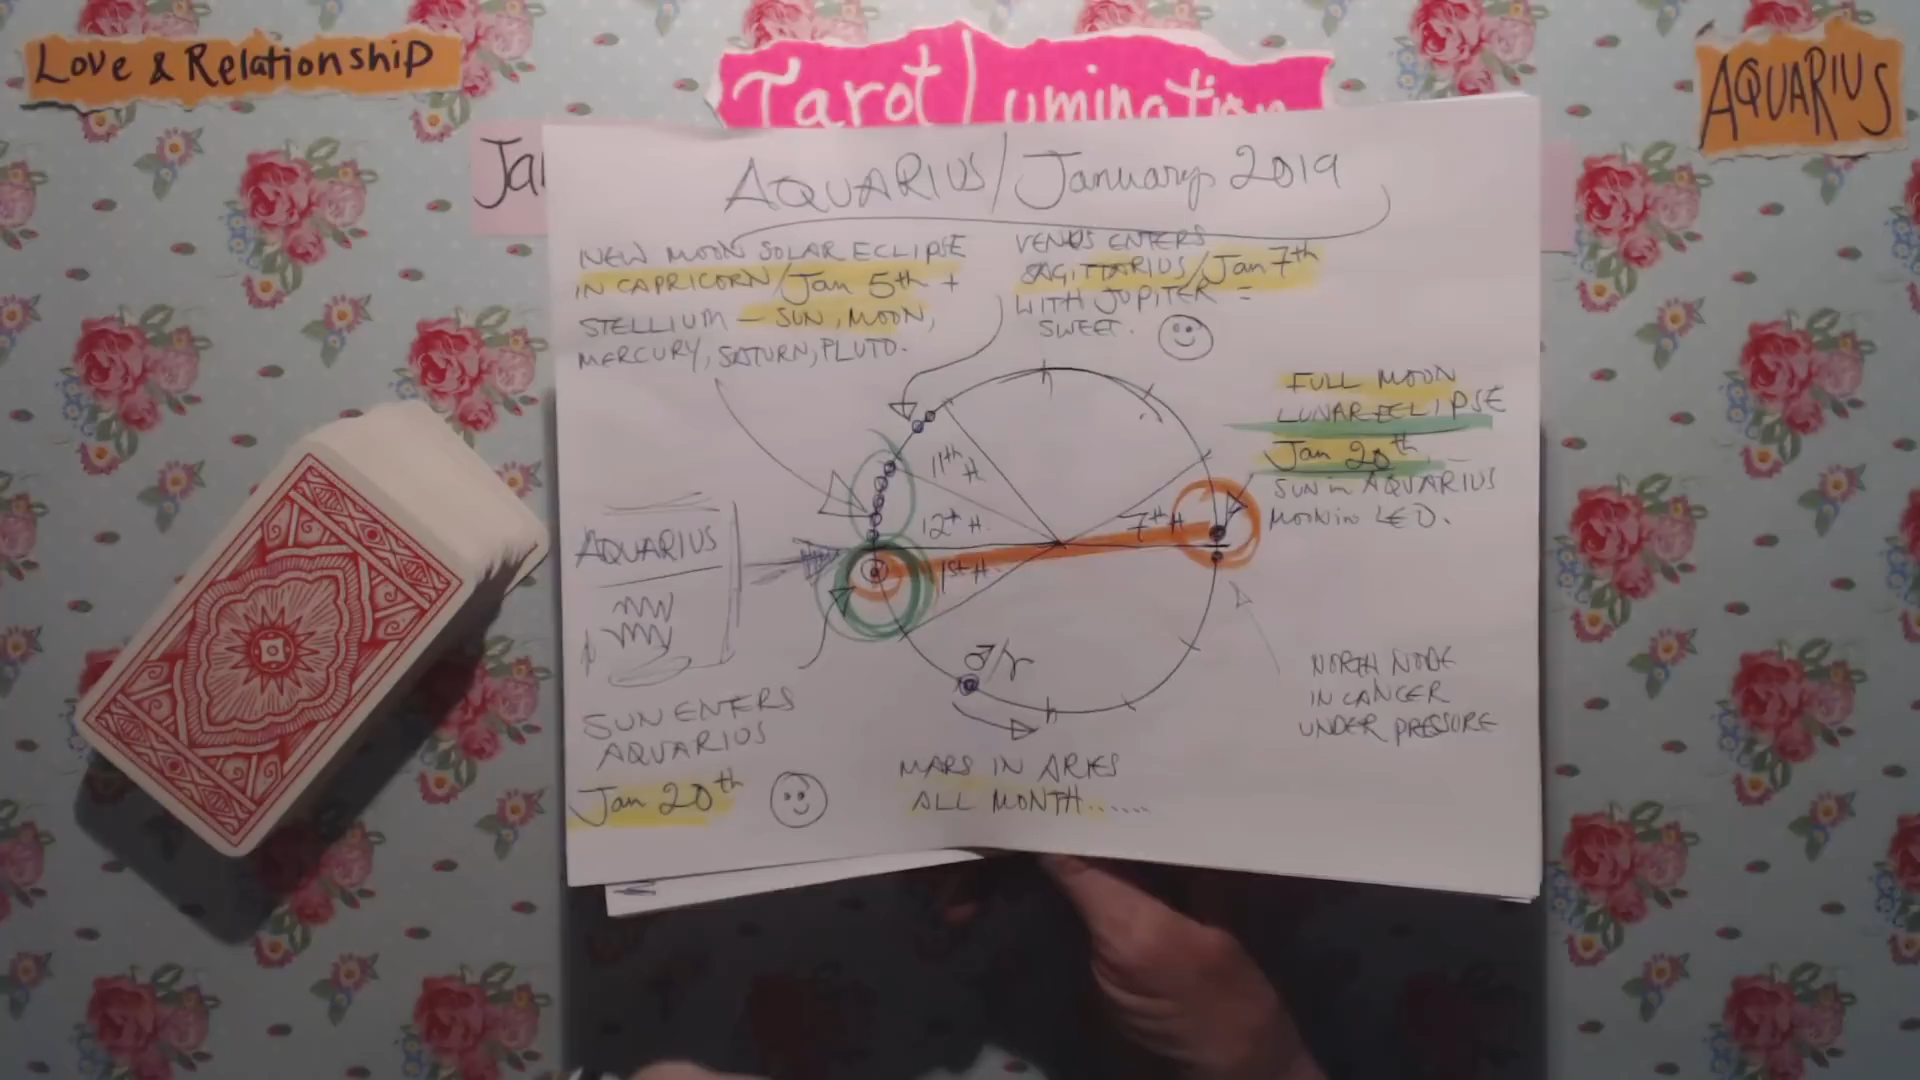 Love & Relationship
Tarot Lumination
AQUARIUS
Jan
AQUARIUS/January 2019
NEW MOON SOLAR ECLIPSE
IN CAPRICORN/Jan 5th +
STELLIUM - SUN, MOON,
MERCURY, SATURN, PLUTO.
VENUS ENTERS
SAGITTARIUS/Jan 7th
WITH JUPITER =
SWEET.
FULL MOON
LUNAR ECLIPSE
Jan 20th
SUN in AQUARIUS
MOON in LEO.
11th H
12th H.
7th H
1st H.
AQUARIUS
♂/♈
SUN ENTERS
AQUARIUS
Jan 20th
MARS IN ARIES
ALL MONTH......
NORTH NODE
IN CANCER
UNDER PRESSURE